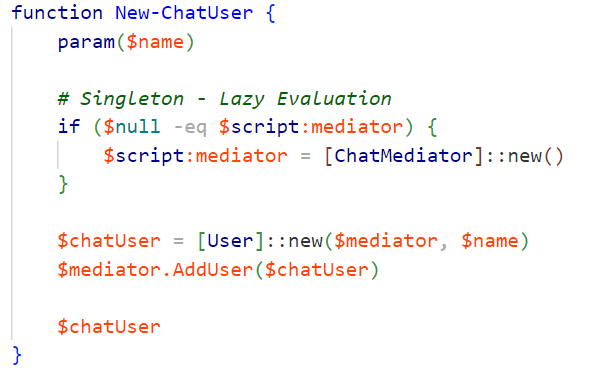 function New-ChatUser {
    param($name)

    # Singleton - Lazy Evaluation
    if ($null -eq $script:mediator) {
        $script:mediator = [ChatMediator]::new()
    }

    $chatUser = [User]::new($mediator, $name)
    $mediator.AddUser($chatUser)

    $chatUser
}